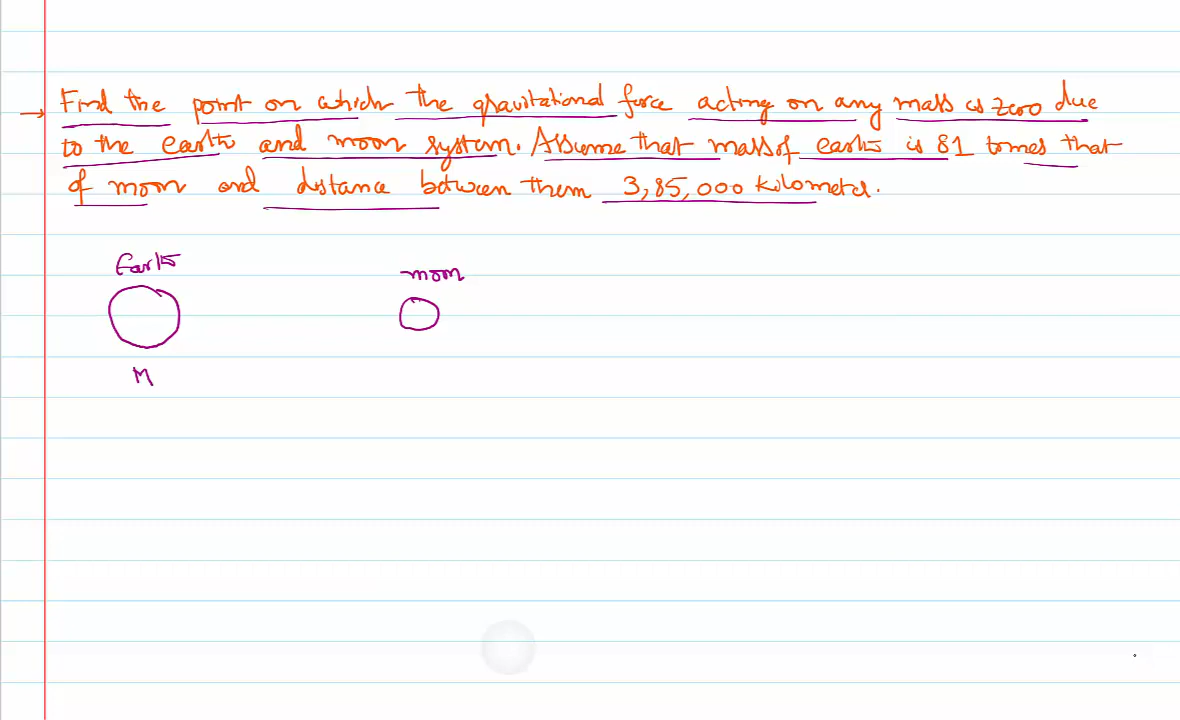 → Find the point on which the gravitational force acting on any mass is zero due
to the earth and moon system. Assume that mass of earth is 81 times that
of moon and distance between them 3,85,000 kilometer.
Earth
moon
M